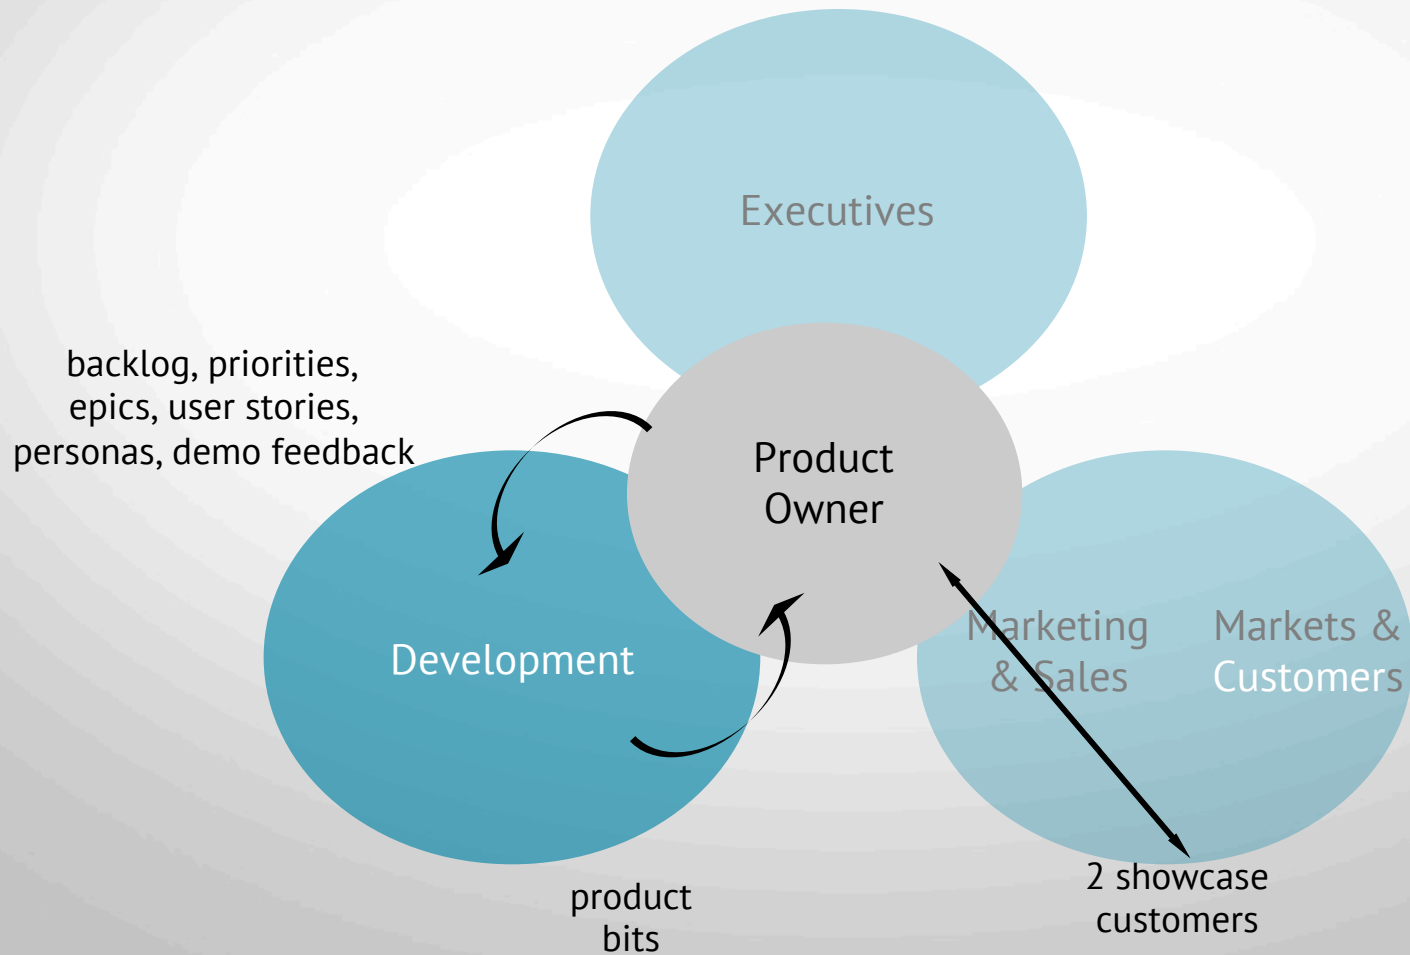 Executives
backlog, priorities,
epics, user stories,
personas, demo feedback
Product
Owner
Development
Marketing
& Sales
Markets &
Customers
product
bits
2 showcase
customers